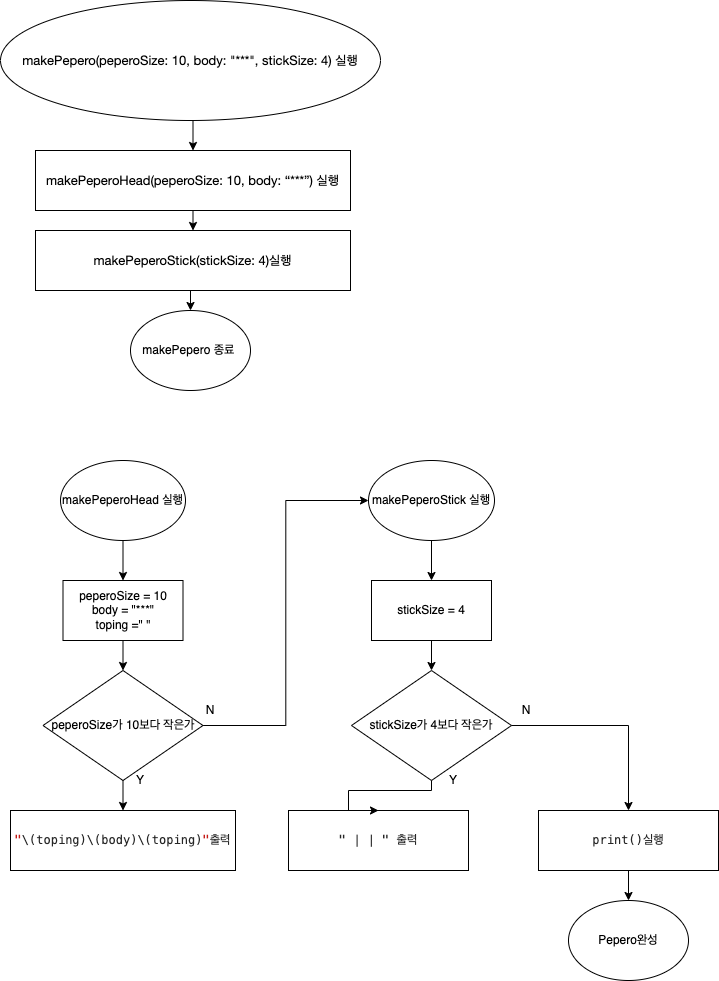 makePepero(peperoSize: 10, body: "***", stickSize: 4) 실행
makePeperoHead(peperoSize: 10, body: “***”) 실행
makePeperoStick(stickSize: 4)실행
makePepero 종료
makePeperoHead 실행
makePeperoStick 실행
peperoSize = 10
body = "***"
toping =" "
stickSize = 4
peperoSize가 10보다 작은가
N
Y
stickSize가 4보다 작은가
N
Y
"\(toping)\(body)\(toping)"출력
" | | " 출력
print()실행
Pepero완성